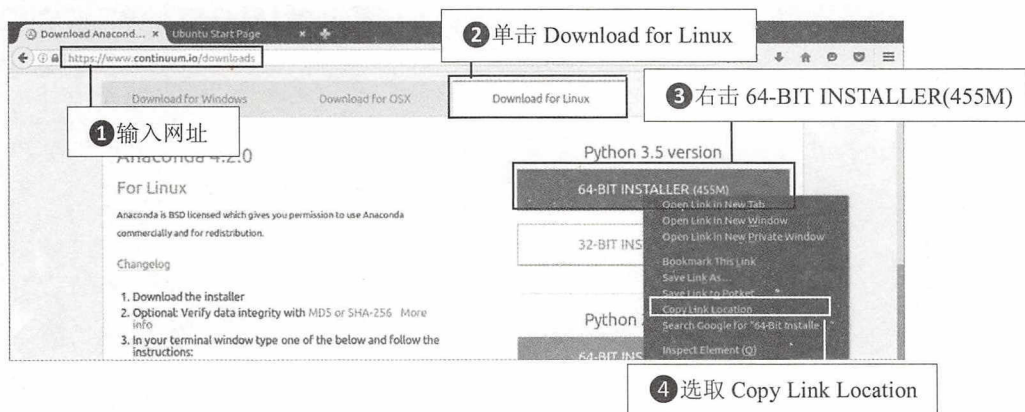 Download Anacond...
Ubuntu Start Page
❷单击 Download for Linux
https://www.continuum.io/downloads
Download for Windows
Download for OSX
Download for Linux
❸右击 64-BIT INSTALLER(455M)
❶输入网址
Anaconda 4.2.0
Python 3.5 version
For Linux
64-BIT INSTALLER (455M)
Anaconda is BSD licensed which gives you permission to use Anaconda
commercially and for redistribution.
32-BIT INS
Changelog
Open Link in New Tab
Open Link in New Window
Open Link in New Private Window
Bookmark This Link
Save Link As...
Save Link to Pocket
Copy Link Location
Search Google for "64-Bit Installe..."
Inspect Element (Q)
1. Download the installer
2. Optional: Verify data integrity with MD5 or SHA-256 More
info
3. In your terminal window type one of the below and follow the
instructions:
Python
64-BIT INS
❹选取 Copy Link Location